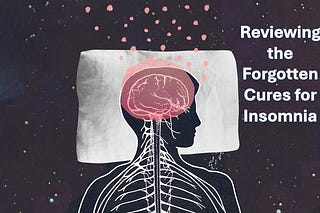 Reviewing
the
Forgotten
Cures for
Insomnia